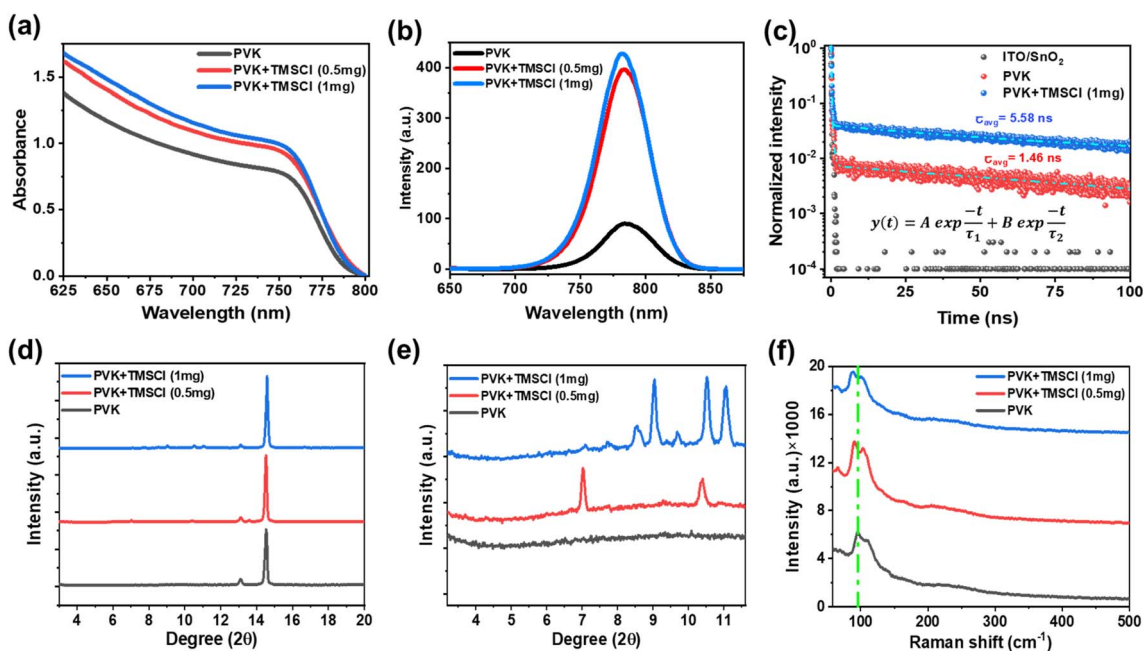 (a)
PVK
PVK+TMSCl (0.5mg)
PVK+TMSCl (1mg)
Absorbance
1.5
1.0
0.5
0.0
625 650 675 700 725 750 775 800
Wavelength (nm)
(b)
PVK
PVK+TMSCl (0.5mg)
PVK+TMSCl (1mg)
Intensity (a.u.)
400
300
200
100
0
650 700 750 800 850
Wavelength (nm)
(c)
ITO/SnO₂
PVK
PVK+TMSCl (1mg)
Normalized intensity
10⁰
10⁻¹
10⁻²
10⁻³
10⁻⁴
τavg= 5.58 ns
τavg= 1.46 ns
y(t) = A exp −t/τ₁ + B exp −t/τ₂
0 25 50 75 100
Time (ns)
(d)
PVK+TMSCl (1mg)
PVK+TMSCl (0.5mg)
PVK
Intensity (a.u.)
4 6 8 10 12 14 16 18 20
Degree (2θ)
(e)
PVK+TMSCl (1mg)
PVK+TMSCl (0.5mg)
PVK
Intensity (a.u.)
4 5 6 7 8 9 10 11
Degree (2θ)
(f)
PVK+TMSCl (1mg)
PVK+TMSCl (0.5mg)
PVK
Intensity (a.u.)×1000
20
16
12
8
4
0
100 200 300 400 500
Raman shift (cm⁻¹)